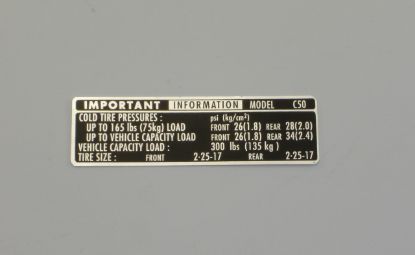 IMPORTANT INFORMATION MODEL C50
COLD TIRE PRESSURES : psi (kg/cm²)
UP TO 165 lbs (75kg) LOAD FRONT 26(1.8) REAR 28(2.0)
UP TO VEHICLE CAPACITY LOAD FRONT 26(1.8) REAR 34(2.4)
VEHICLE CAPACITY LOAD : 300 lbs (135 kg)
TIRE SIZE : FRONT 2-25-17 REAR 2-25-17